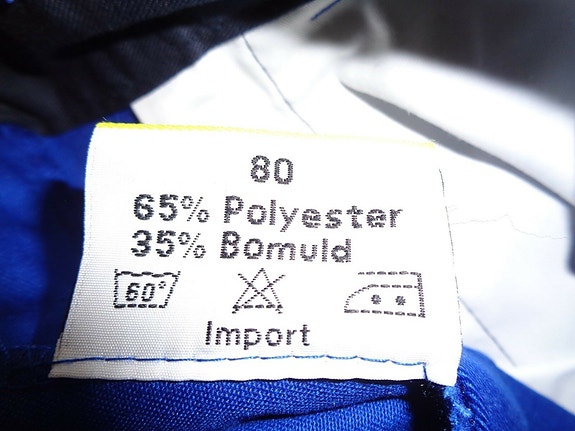 80
65% Polyester
35% Bomuld
60°
Import